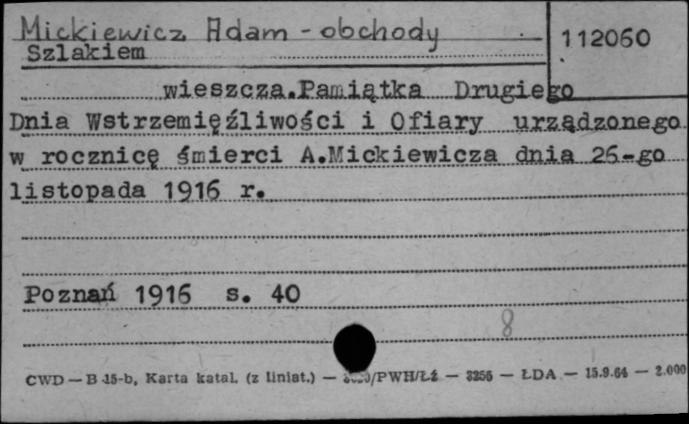 Mickiewicz Adam - obchody
112060
Szlakiem
wieszcza.Pamiątka Drugiego
Dnia Wstrzemięźliwości i Ofiary urządzonego
w rocznicę śmierci A.Mickiewicza dnia 26-go
listopada 1916 r.
Poznań 1916 s. 40
8
CWD — B 15-b, Karta katal. (z liniat.) — /PWH/Łź — 3256 — ŁDA — 15.9.64 — 2.000